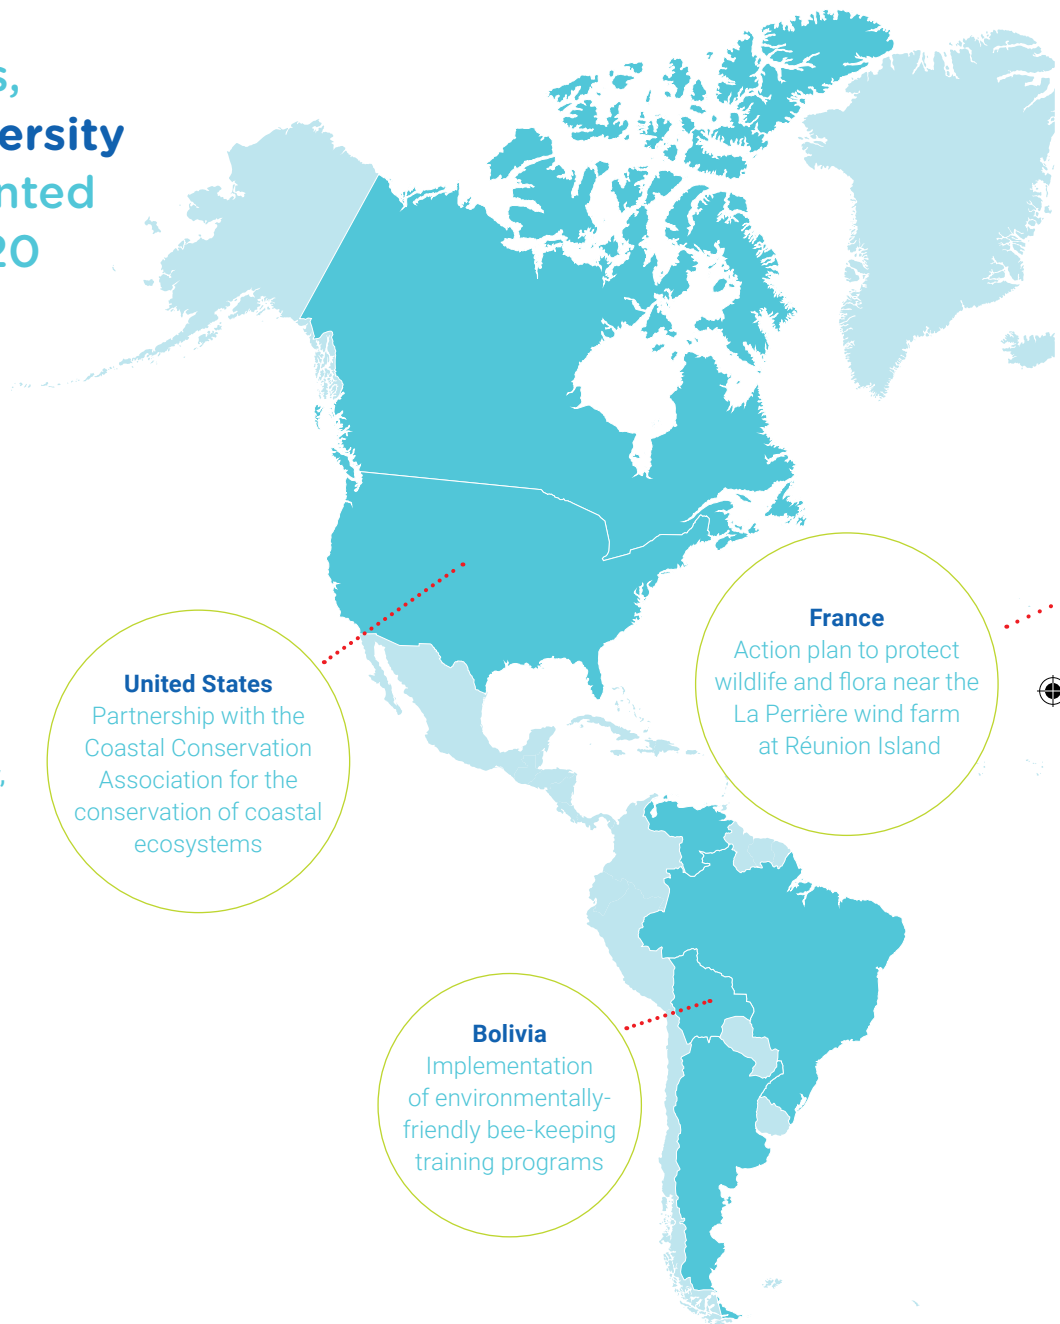 s,
ersity
nted
20
United States
Partnership with the
Coastal Conservation
Association for the
conservation of coastal
ecosystems
,
France
Action plan to protect
wildlife and flora near the
La Perrière wind farm
at Réunion Island
Bolivia
Implementation
of environmentally-
friendly bee-keeping
training programs